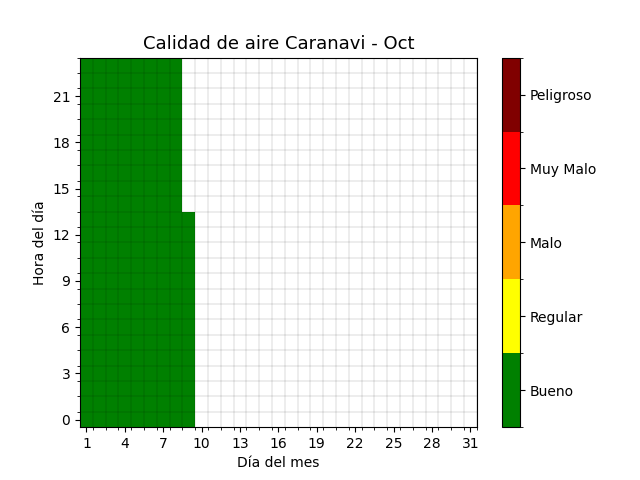 Calidad de aire Caranavi - Oct
Hora del día
21
18
15
12
9
6
3
0
1 4 7 10 13 16 19 22 25 28 31
Día del mes
Peligroso
Muy Malo
Malo
Regular
Bueno